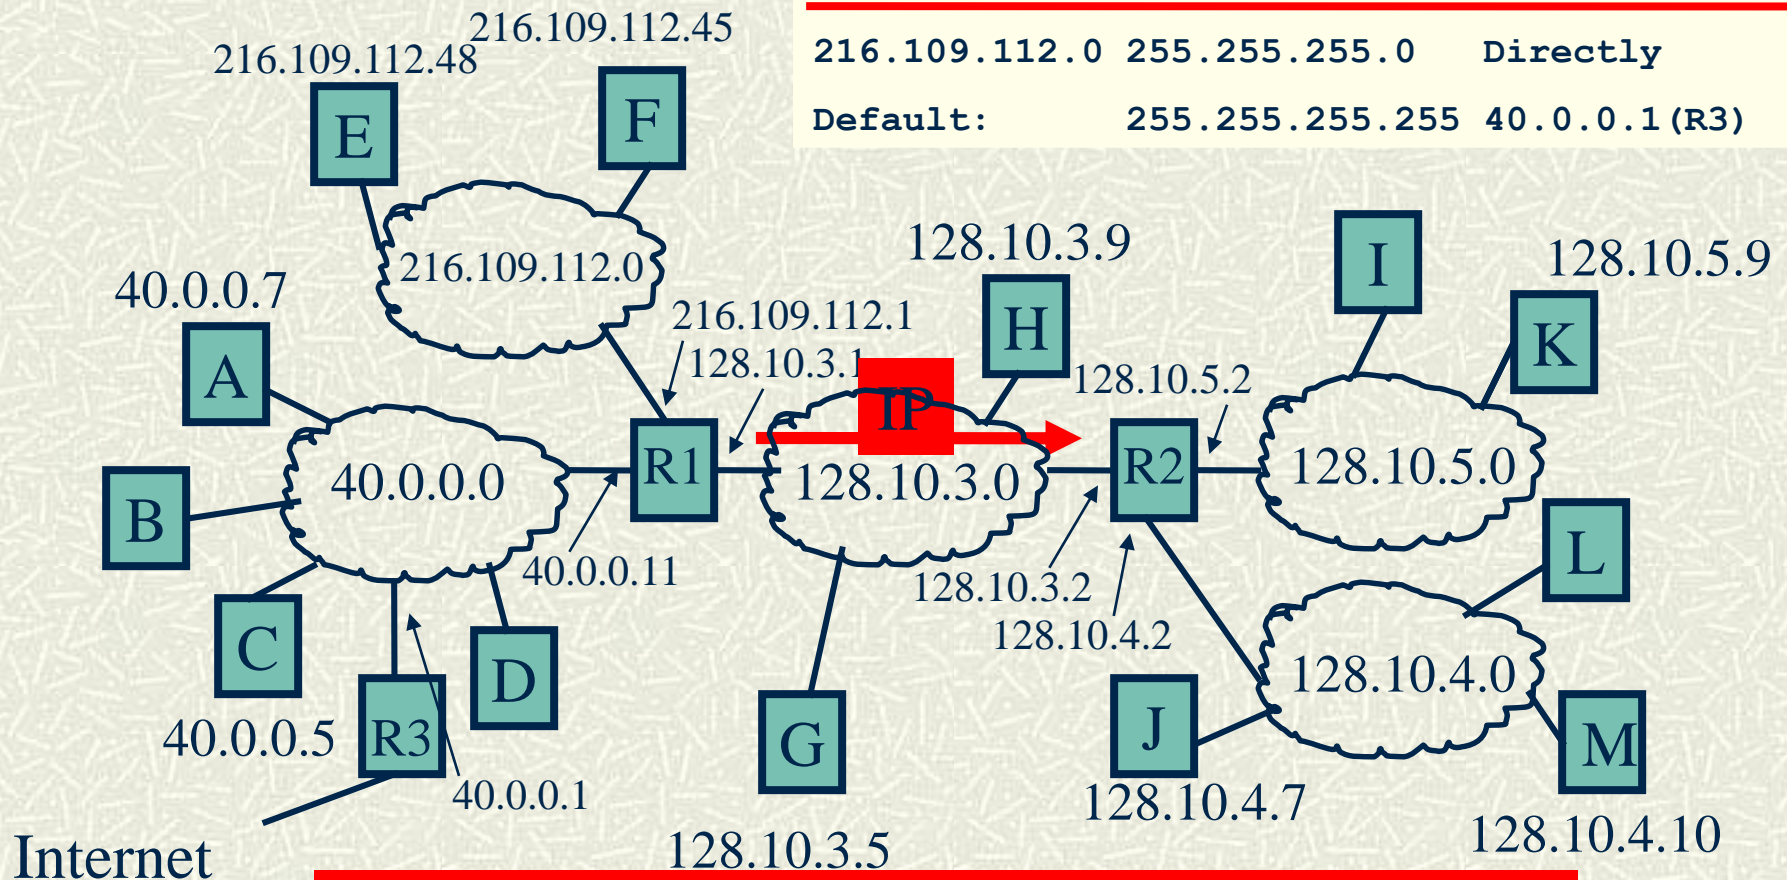 216.109.112.45
216.109.112.48
216.109.112.0 255.255.255.0 Directly
Default: 255.255.255.255 40.0.0.1(R3)
E
F
216.109.112.0
128.10.3.9
I
128.10.5.9
40.0.0.7
216.109.112.1
H
K
A
128.10.3.1
128.10.5.2
IP
40.0.0.0
R1
128.10.3.0
R2
128.10.5.0
B
40.0.0.11
128.10.3.2
L
128.10.4.2
C
D
128.10.4.0
40.0.0.5
R3
G
J
M
40.0.0.1
128.10.4.7
128.10.4.10
Internet
128.10.3.5